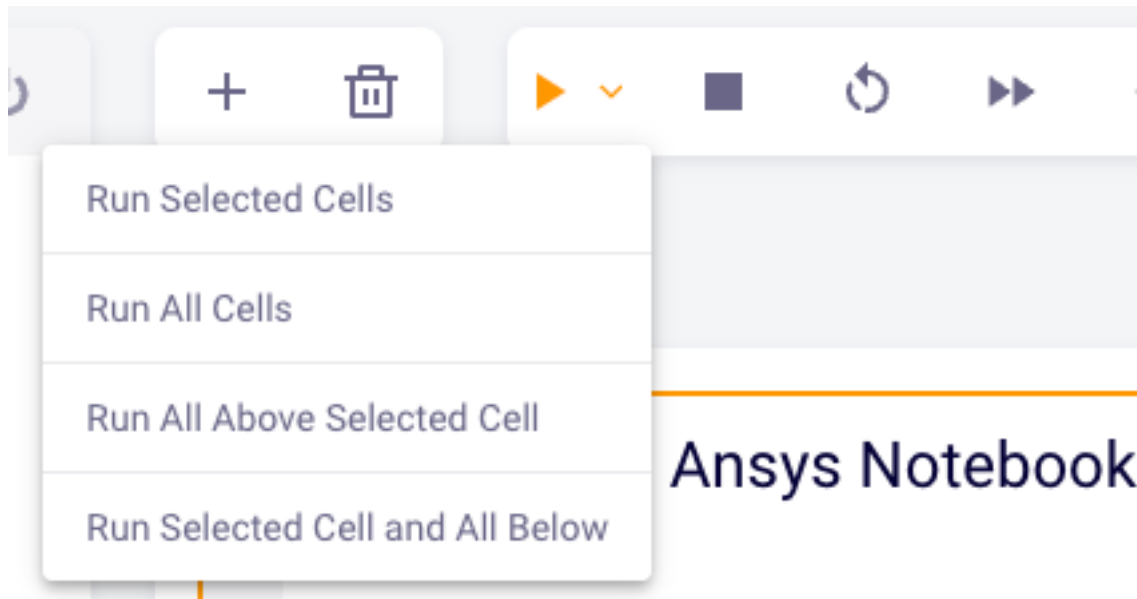 Run Selected Cells
Run All Cells
Run All Above Selected Cell
Ansys Notebook
Run Selected Cell and All Below